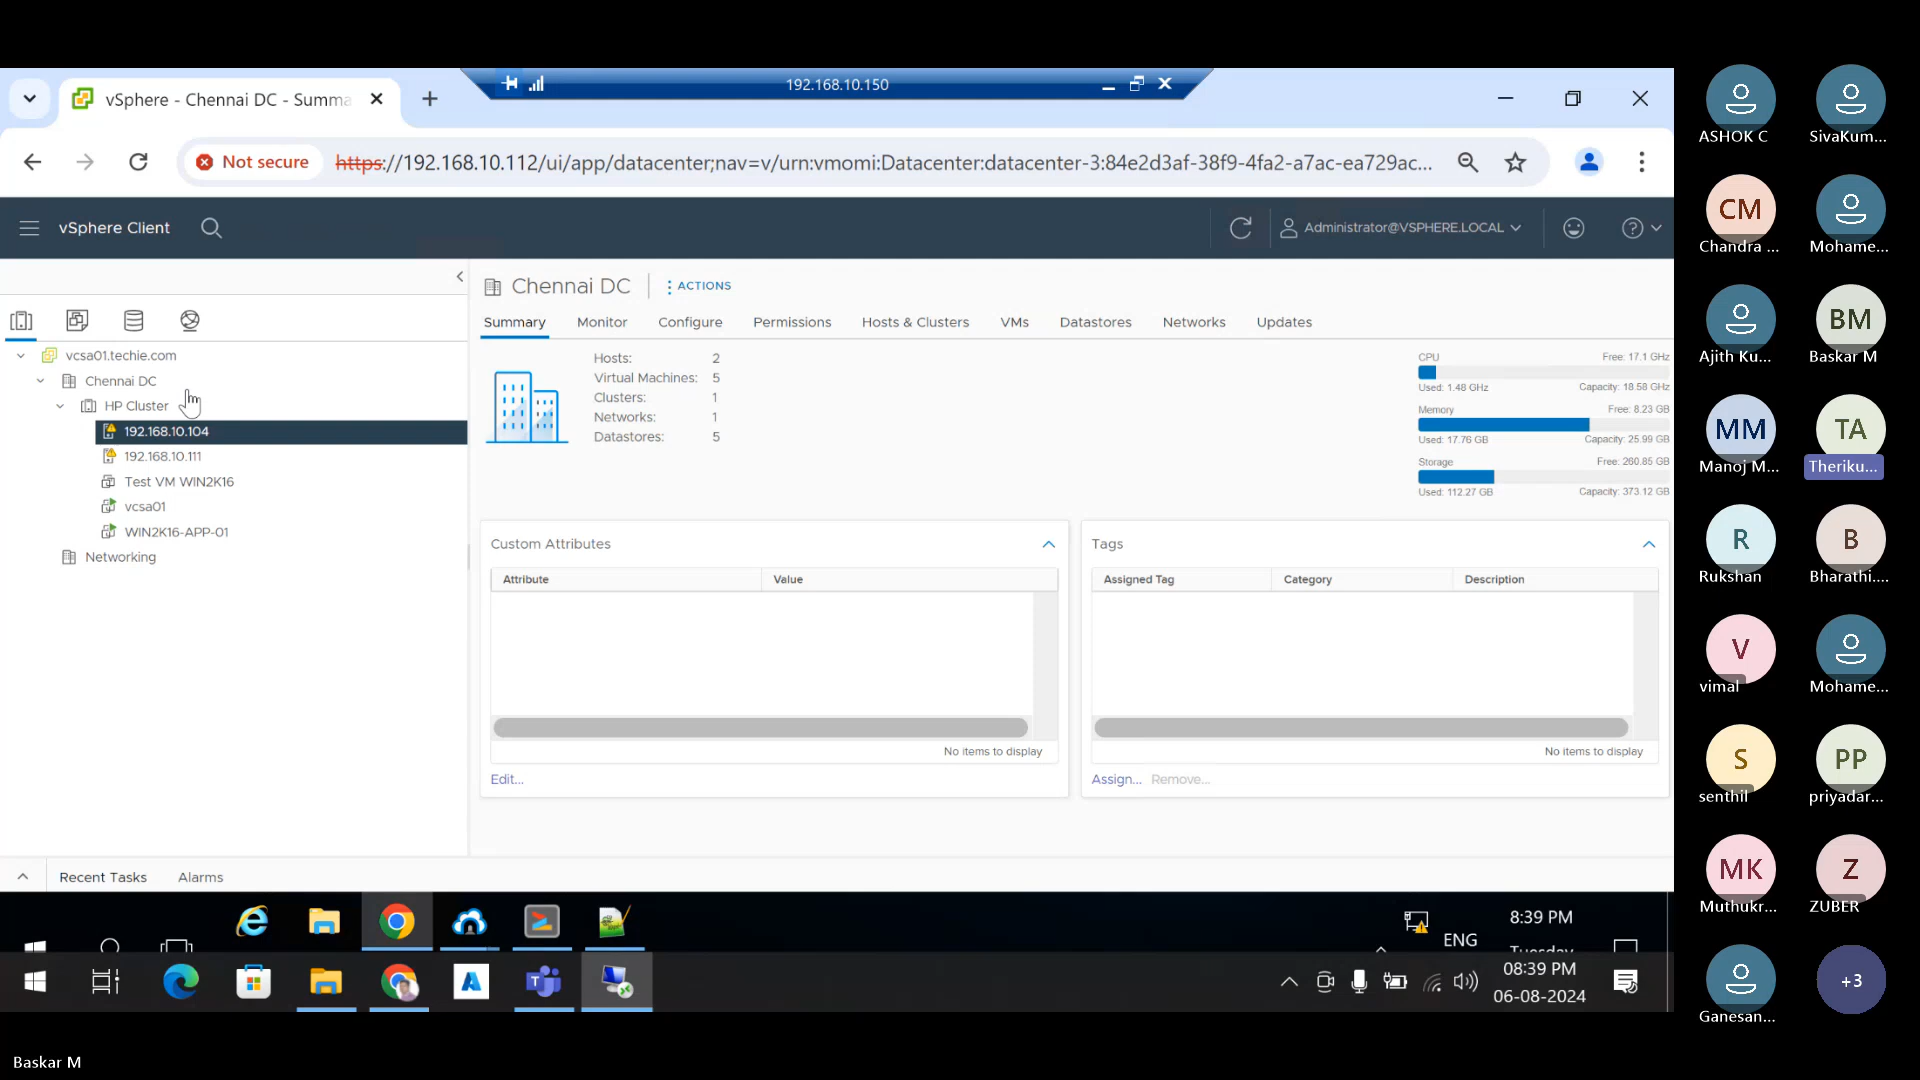 192.168.10.150
vSphere - Chennai DC - Summa
Not secure
https://192.168.10.112/ui/app/datacenter;nav=v/urn:vmomi:Datacenter:datacenter-3:84e2d3af-38f9-4fa2-a7ac-ea729ac...
vSphere Client
Administrator@VSPHERE.LOCAL
vcsa01.techie.com
Chennai DC
HP Cluster
192.168.10.104
192.168.10.111
Test VM WIN2K16
vcsa01
WIN2K16-APP-01
Networking
Chennai DC
ACTIONS
Summary Monitor Configure Permissions Hosts & Clusters VMs Datastores Networks Updates
Hosts: 2
Virtual Machines: 5
Clusters: 1
Networks: 1
Datastores: 5
CPU Free: 17.1 GHz
Used: 1.48 GHz Capacity: 18.58 GHz
Memory Free: 8.23 GB
Used: 17.76 GB Capacity: 25.99 GB
Storage Free: 260.85 GB
Used: 112.27 GB Capacity: 373.12 GB
Custom Attributes
Attribute Value
No items to display
Edit...
Tags
Assigned Tag Category Description
No items to display
Assign... Remove...
Recent Tasks Alarms
ENG
8:39 PM
Tuesday
08:39 PM
06-08-2024
ASHOK C
SivaKum...
CM
Chandra ...
Mohame...
Ajith Ku...
BM
Baskar M
MM
Manoj M...
TA
Theriku...
R
Rukshan
B
Bharathi....
V
vimal
Mohame...
S
senthil
PP
priyadar...
MK
Muthukr...
Z
ZUBER
Ganesan...
+3
Baskar M